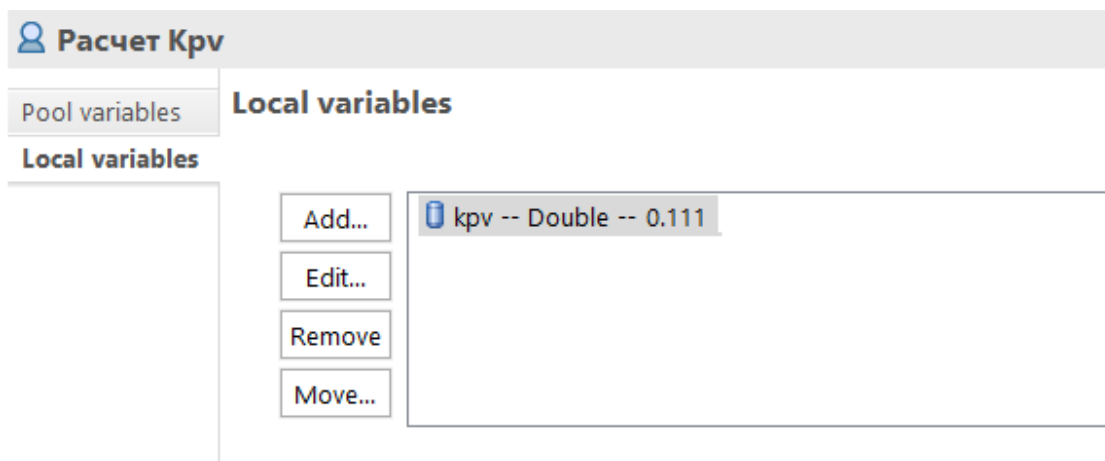 Расчет Kpv
Pool variables
Local variables
Local variables
Add...
kpv -- Double -- 0.111
Edit...
Remove
Move...